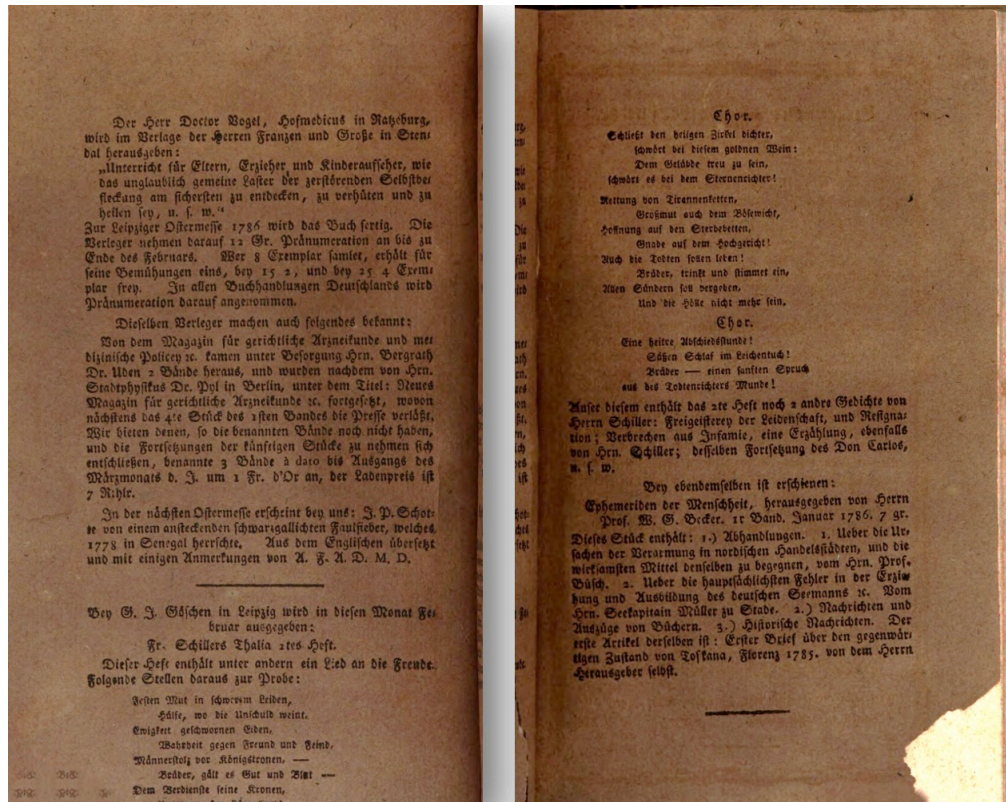 Der Herr Doctor Vogel, Hofmedicus in Ratzeburg,
wird im Verlage der Herren Franzen und Große in Sten⸗
dal herausgeben:
„Unterricht für Eltern, Erzieher und Kinderaufseher, wie
das unglaublich gemeine Laster der zerstörenden Selbstbe⸗
fleckung am sichersten zu entdecken, zu verhüten und zu
heilen sey, u. s. w.“
Zur Leipziger Ostermesse 1786 wird das Buch fertig. Die
Verleger nehmen darauf 12 Gr. Pränumeration an bis zu
Ende des Februars. Wer 8 Exemplar samlet, erhält für
seine Bemühungen eins, bey 15 2, und bey 25 4 Exem⸗
plar frey. In allen Buchhandlungen Deutschlands wird
Pränumeration darauf angenommen.
Dieselben Verleger machen auch folgendes bekannt:
Von dem Magazin für gerichtliche Arzneikunde und me⸗
dizinische Policey ꝛc. kamen unter Besorgung Hrn. Bergrath
Dr. Uden 2 Bände heraus, und wurden nachdem von Hrn.
Stadtphysikus Dr. Pyl in Berlin, unter dem Titel: Neues
Magazin für gerichtliche Arzneikunde ꝛc. fortgesetzt, wovon
nächstens das 4te Stück des 1sten Bandes die Presse verläßt.
Wir bieten denen, so die benannten Bände noch nicht haben,
und die Fortsetzungen der künftigen Stücke zu nehmen sich
entschließen, benannte 3 Bände à dato bis Ausgangs des
Märzmonats d. J. um 1 Fr. d'Or an, der Ladenpreis ist
7 Rthlr.
In der nächsten Ostermesse erscheint bey uns: J. P. Schot⸗
te von einem ansteckenden schwarzgallichten Faulfieber, welches
1778 in Senegal herrschte. Aus dem Englischen übersetzt
und mit einigen Anmerkungen von A. F. A. D. M. D.
Bey G. J. Göschen in Leipzig wird in diesen Monat Fe⸗
bruar ausgegeben:
Fr. Schillers Thalia 2tes Heft.
Dieser Heft enthält unter andern ein Lied an die Freude.
Folgende Stellen daraus zur Probe:
Festen Mut in schwerem Leiden,
Hülfe, wo die Unschuld weint,
Ewigkeit geschwornen Eiden,
Wahrheit gegen Freund und Feind,
Männerstolz vor Königstronen, —
Brüder, gält es Gut und Blut —
Dem Verdienste seine Kronen,
Chor.
Schließt den heilgen Zirkel dichter,
schwört bei diesem goldnen Wein:
Dem Gelübde treu zu sein,
schwört es bei dem Sternenrichter!
Rettung von Tirannenketten,
Großmut auch dem Bösewicht,
Hofnung auf den Sterbebetten,
Gnade auf dem Hochgericht!
Auch die Todten sollen leben!
Brüder, trinkt und stimmet ein,
Allen Sündern soll vergeben,
Und die Hölle nicht mehr sein.
Chor.
Eine heitre Abschiedsstunde!
Süßen Schlaf im Leichentuch!
Brüder — einen sanften Spruch
aus des Todtenrichters Munde!
Auser diesem enthält das 2te Heft noch 2 andre Gedichte von
Herrn Schiller: Freigeisterey der Leidenschaft, und Resigna⸗
tion; Verbrechen aus Infamie, eine Erzählung, ebenfalls
von Hrn. Schiller; desselben Fortsetzung des Don Carlos,
u. s. w.
Bey ebendemselben ist erschienen:
Ephemeriden der Menschheit, herausgegeben von Herrn
Prof. W. G. Becker. 1r Band. Januar 1786. 7 gr.
Dieses Stück enthält: 1.) Abhandlungen. 1. Ueber die Ur⸗
sachen der Verarmung in nordischen Handelsstädten, und die
wirksamsten Mittel denselben zu begegnen, vom Hrn. Prof.
Büsch. 2. Ueber die hauptsächlichsten Fehler in der Erzie⸗
hung und Ausbildung des deutschen Seemanns ꝛc. Vom
Hrn. Seekapitain Müller zu Stade. 2.) Nachrichten und
Auszüge von Büchern. 3.) Historische Nachrichten. Der
erste Artikel derselben ist: Erster Brief über den gegenwär⸗
tigen Zustand von Toskana, Florenz 1785. von dem Herrn
Herausgeber selbst.